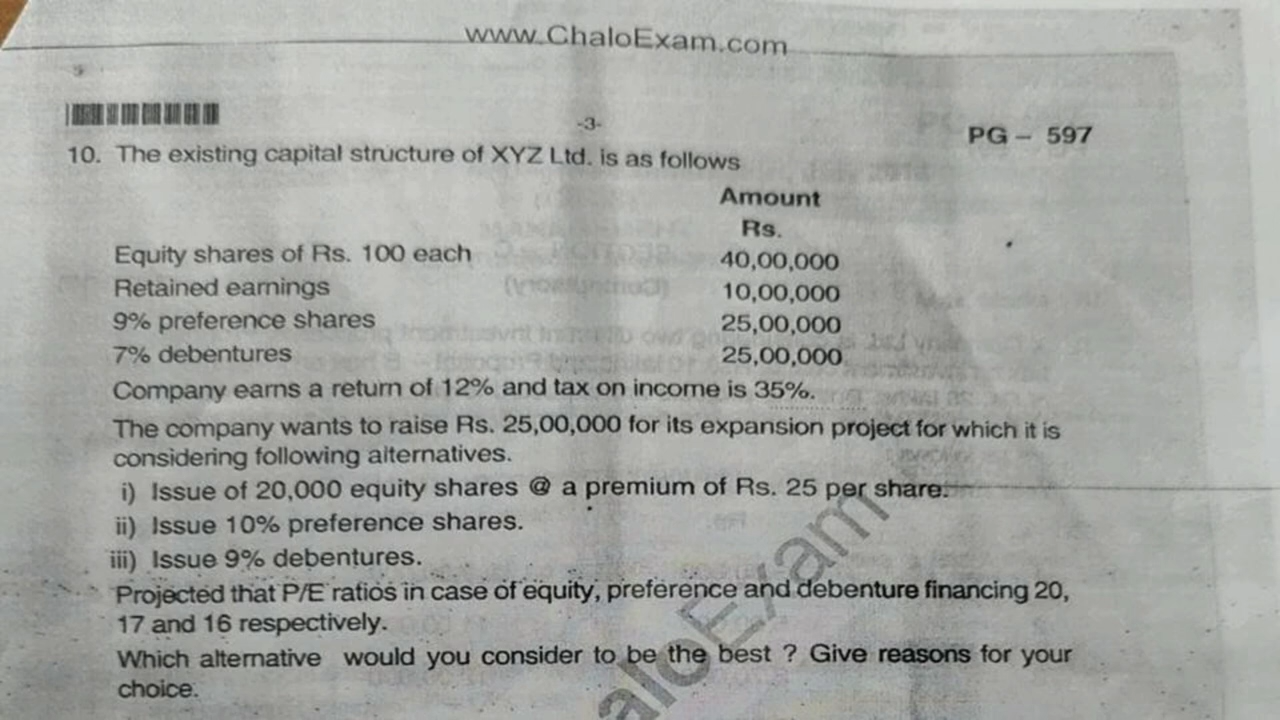 www.ChaloExam.com
-3-
PG – 597
10. The existing capital structure of XYZ Ltd. is as follows
Amount
Rs.
Equity shares of Rs. 100 each 40,00,000
Retained earnings 10,00,000
9% preference shares 25,00,000
7% debentures 25,00,000
Company earns a return of 12% and tax on income is 35%.
The company wants to raise Rs. 25,00,000 for its expansion project for which it is
considering following alternatives.
i) Issue of 20,000 equity shares @ a premium of Rs. 25 per share.
ii) Issue 10% preference shares.
iii) Issue 9% debentures.
Projected that P/E ratios in case of equity, preference and debenture financing 20,
17 and 16 respectively.
Which alternative would you consider to be the best ? Give reasons for your
choice.
aloExam